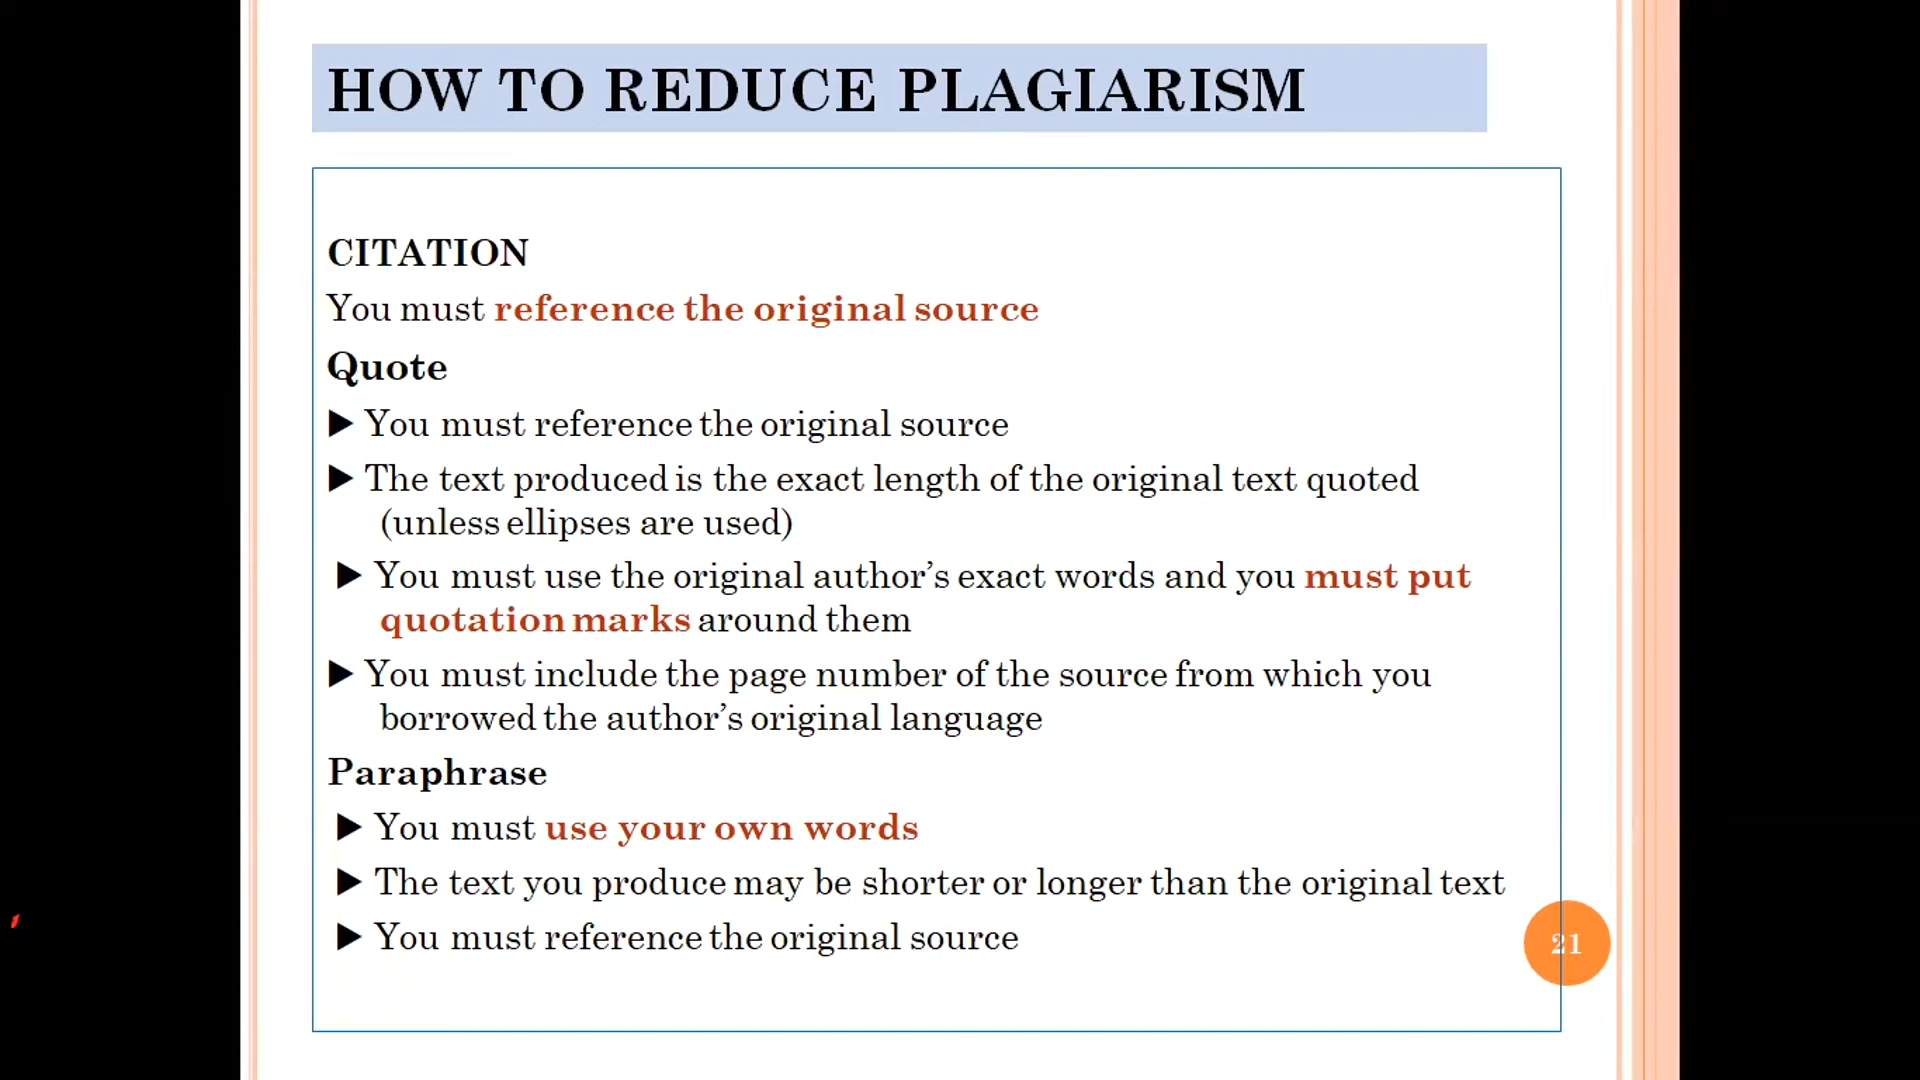 HOW TO REDUCE PLAGIARISM
CITATION
You must reference the original source
Quote
▶ You must reference the original source
▶ The text produced is the exact length of the original text quoted
(unless ellipses are used)
▶ You must use the original author’s exact words and you must put
quotation marks around them
▶ You must include the page number of the source from which you
borrowed the author’s original language
Paraphrase
▶ You must use your own words
▶ The text you produce may be shorter or longer than the original text
▶ You must reference the original source
21